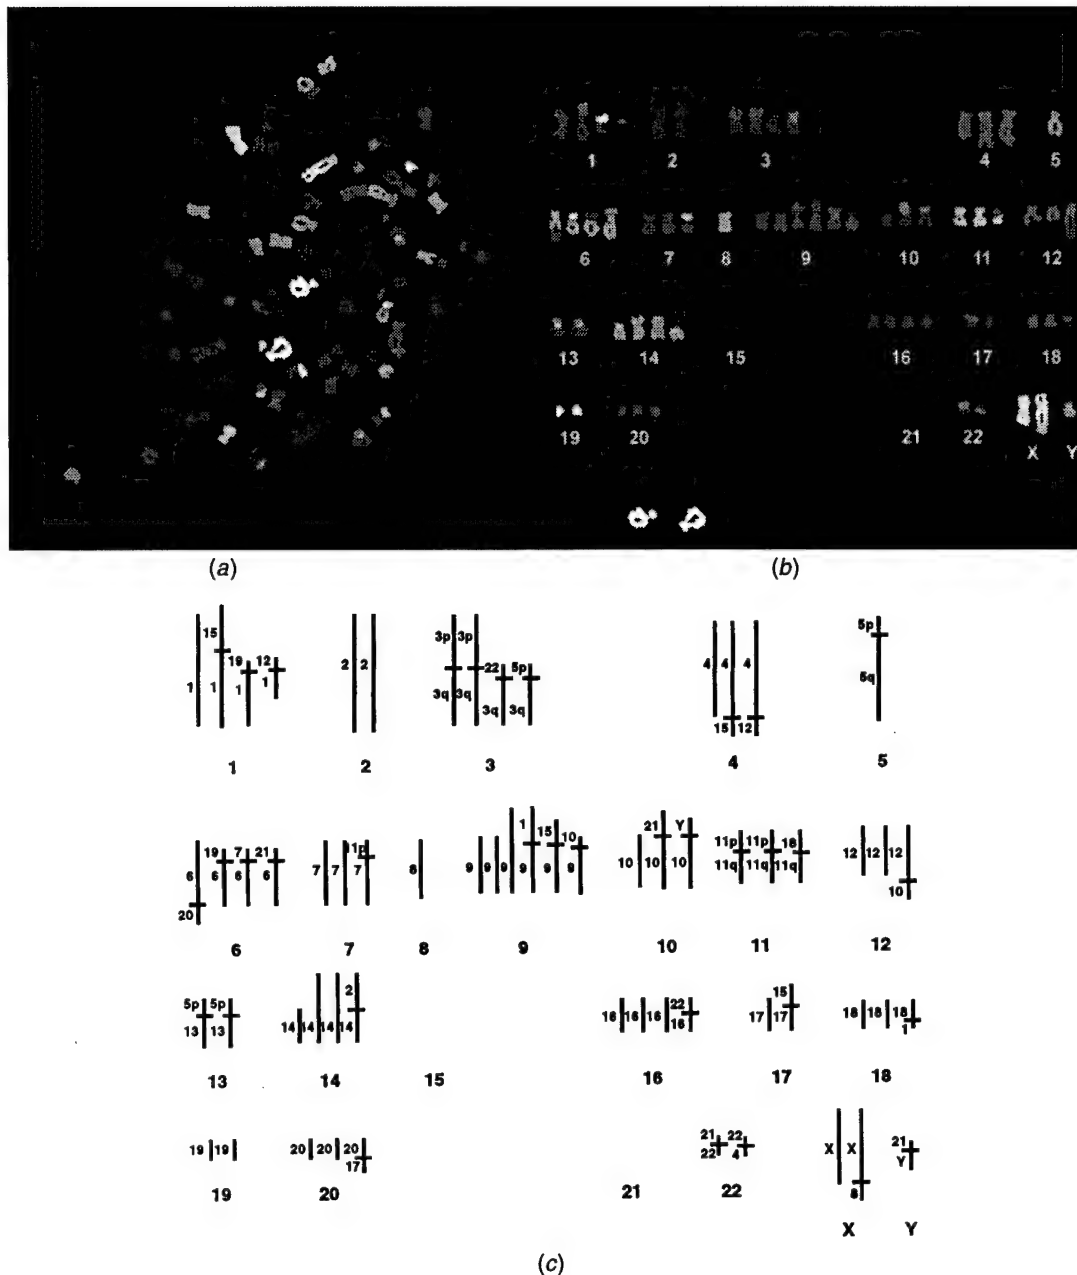 1 2 3 4 5
6 7 8 9 10 11 12
13 14 15 16 17 18
19 20 21 22 X Y
(a) (b)
15 3p 3p 5p
19 12 22 5p 4 4 4
1 1 1 1 2 2 3q 3q 3q 3q 15 12 5q
1 2 3 4 5
19 7 21 11p 1 15 10 21 Y 11p 11p 18
6 6 6 6 7 7 7 8 9 9 9 9 9 9 10 10 10 11q 11q 11q 12 12 12
20 10
6 7 8 9 10 11 12
5p 5p 2 22 15
13 13 14 14 14 14 16 16 16 16 17 17 18 18 18
1
13 14 15 16 17 18
19 19 20 20 20 21 22 X X 21
17 22 4 8 Y
19 20 21 22
X Y
(c)